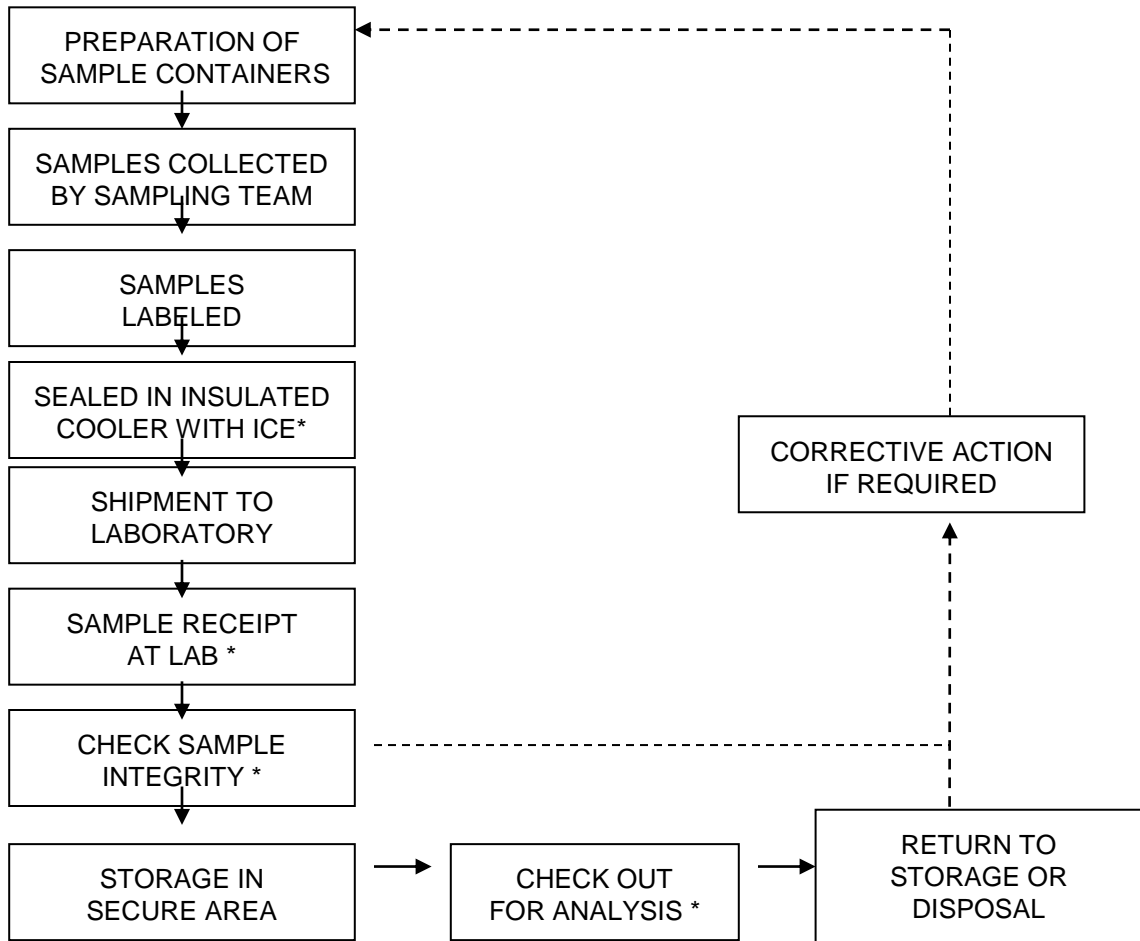 PREPARATION OF
SAMPLE CONTAINERS
SAMPLES COLLECTED
BY SAMPLING TEAM
SAMPLES
LABELED
SEALED IN INSULATED
COOLER WITH ICE*
CORRECTIVE ACTION
IF REQUIRED
SHIPMENT TO
LABORATORY
SAMPLE RECEIPT
AT LAB *
CHECK SAMPLE
INTEGRITY *
STORAGE IN
SECURE AREA
CHECK OUT
FOR ANALYSIS *
RETURN TO
STORAGE OR
DISPOSAL